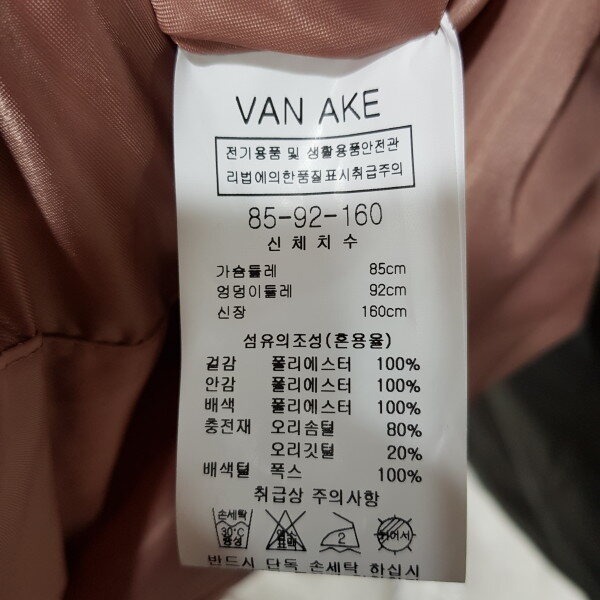 VAN AKE
전기용품 및 생활용품안전관
리법에의한품질표시취급주의
85-92-160
신체치수
가슴둘레 85cm
엉덩이둘레 92cm
신장 160cm
섬유의조성(혼용율)
겉감 폴리에스터 100%
안감 폴리에스터 100%
배색 폴리에스터 100%
충전재 오리솜털 80%
오리깃털 20%
배색털 폭스 100%
취급상 주의사항
손세탁
30°C
중성
염소
표백
2
반드시 단독 손세탁 하십시